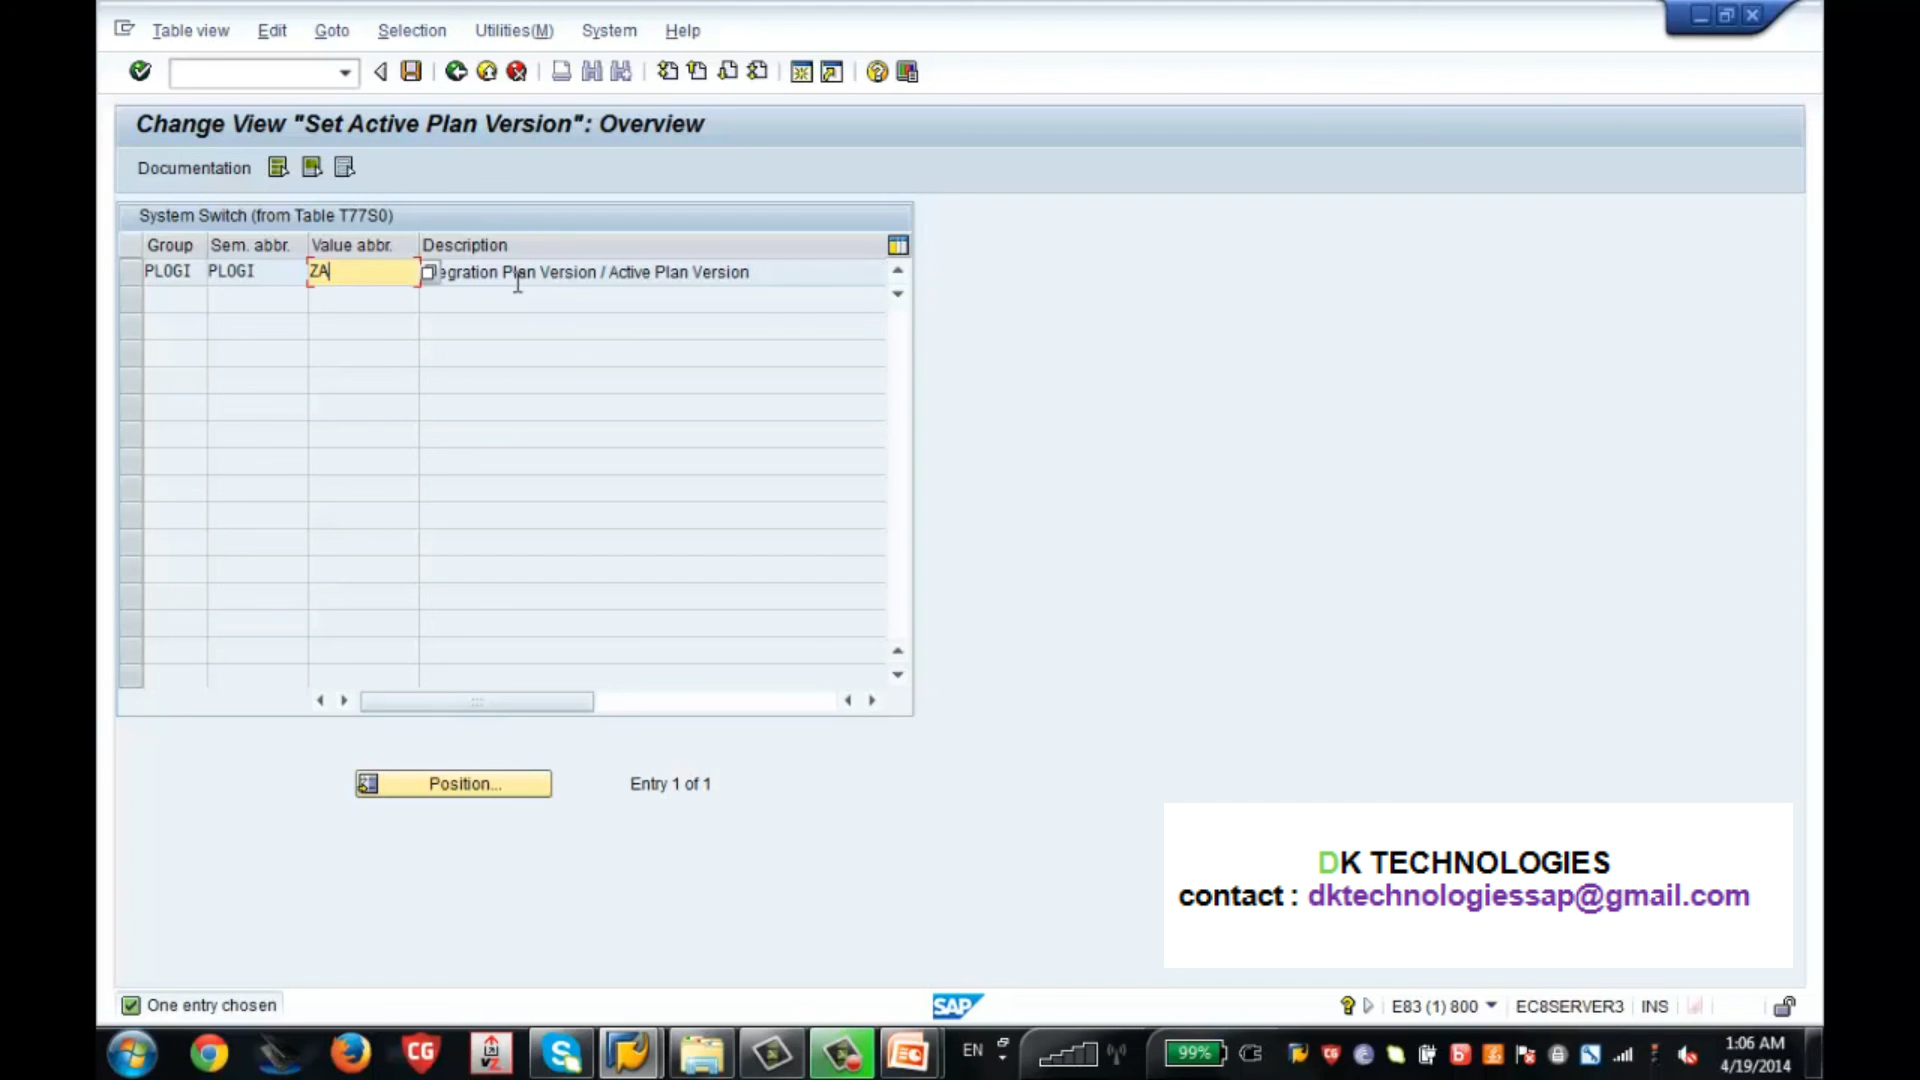 Table view Edit Goto Selection Utilities(M) System Help
Change View "Set Active Plan Version": Overview
Documentation
System Switch (from Table T77S0)
Group Sem. abbr. Value abbr. Description
PLOGI PLOGI ZA egration Plan Version / Active Plan Version
Position... Entry 1 of 1
DK TECHNOLOGIES
contact : dktechnologiessap@gmail.com
One entry chosen SAP E83 (1) 800 EC8SERVER3 INS
CG VZ EN 99% 1:06 AM
4/19/2014